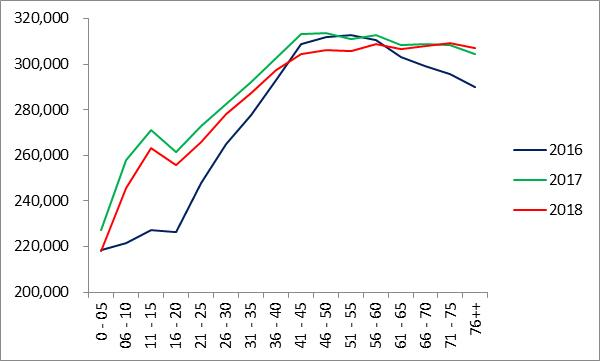 320,000
300,000
280,000
260,000
240,000
220,000
200,000
0 - 05
06 - 10
11 - 15
16 - 20
21 - 25
26 - 30
31 - 35
36 - 40
41 - 45
46 - 50
51 - 55
56 - 60
61 - 65
66 - 70
71 - 75
76++
2016
2017
2018